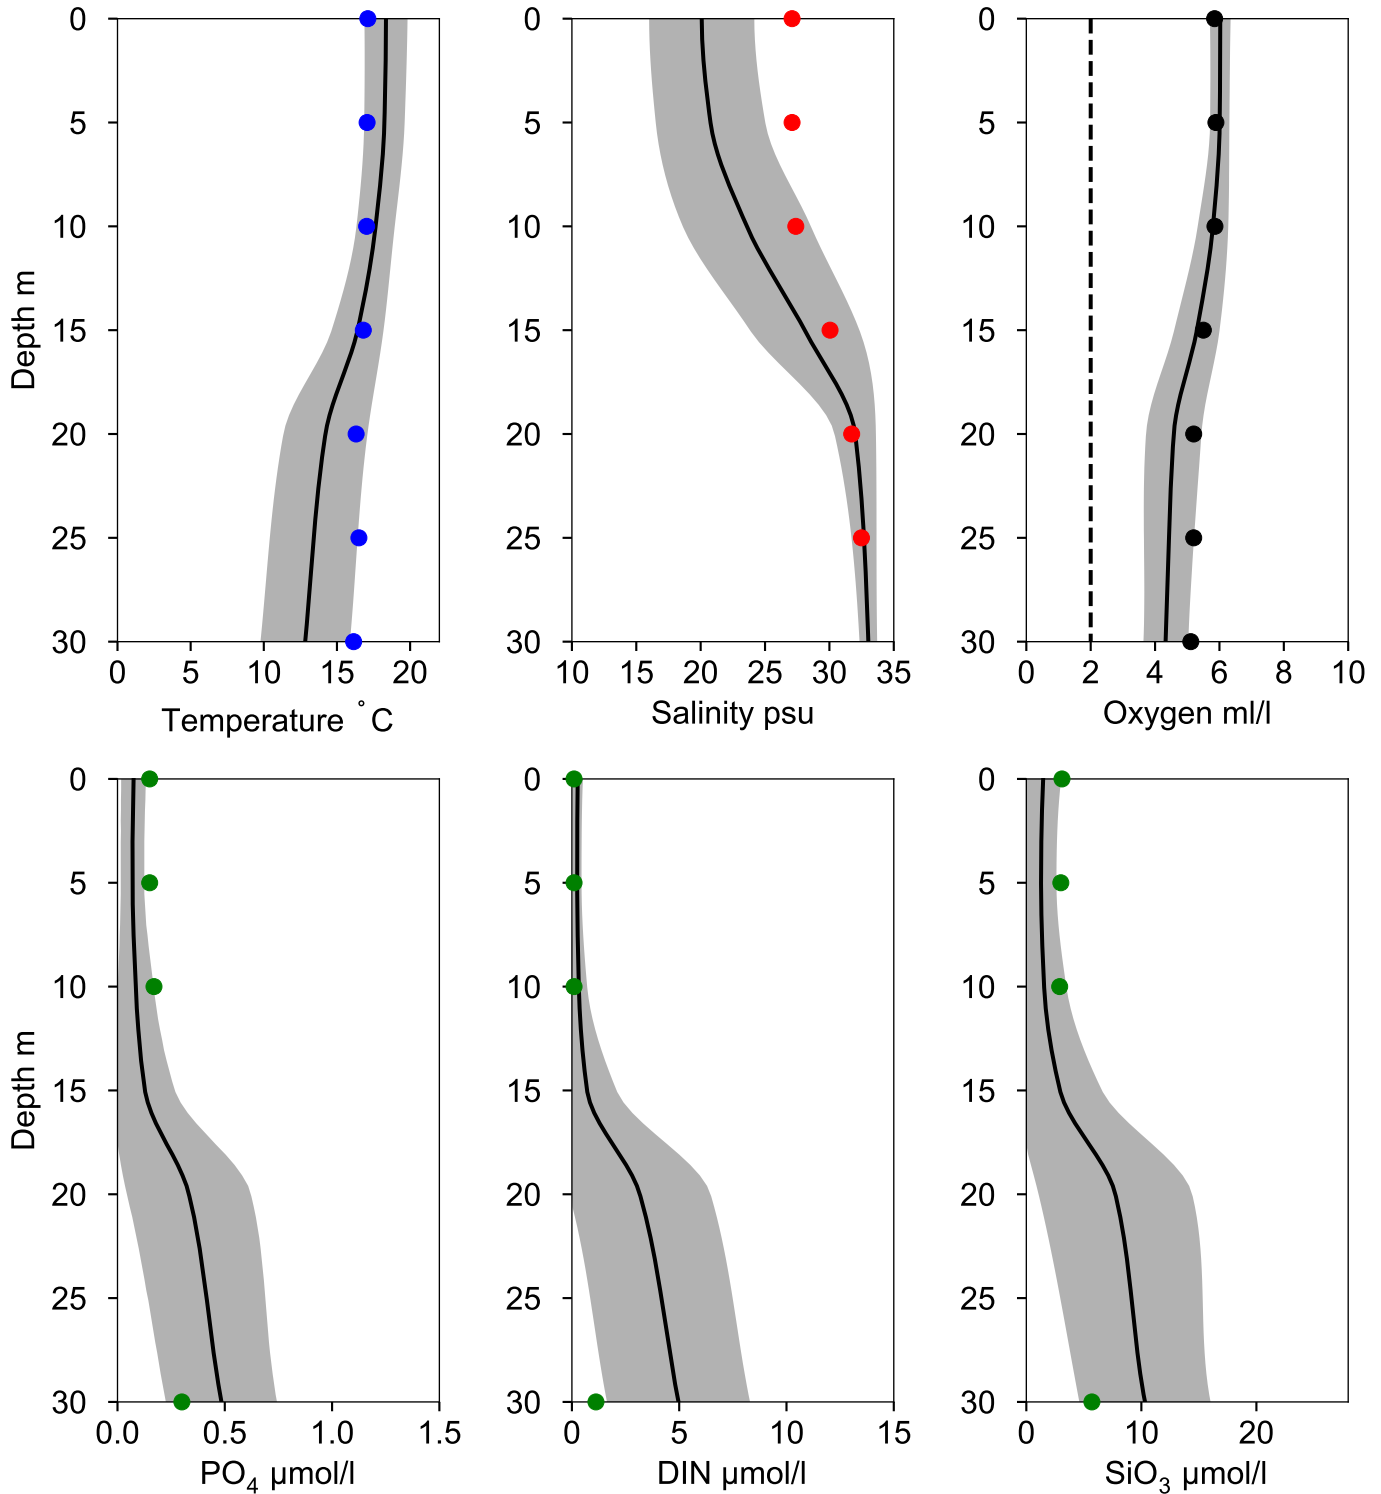 0 0 0
5 5 5
10 10 10
Depth m
15 15 15
20 20 20
25 25 25
30 30 30
0 5 10 15 20 10 15 20 25 30 35 0 2 4 6 8 10
Temperature °C Salinity psu Oxygen ml/l
0 0 0
5 5 5
10 10 10
Depth m
15 15 15
20 20 20
25 25 25
30 30 30
0.0 0.5 1.0 1.5 0 5 10 15 0 10 20
PO₄ µmol/l DIN µmol/l SiO₃ µmol/l